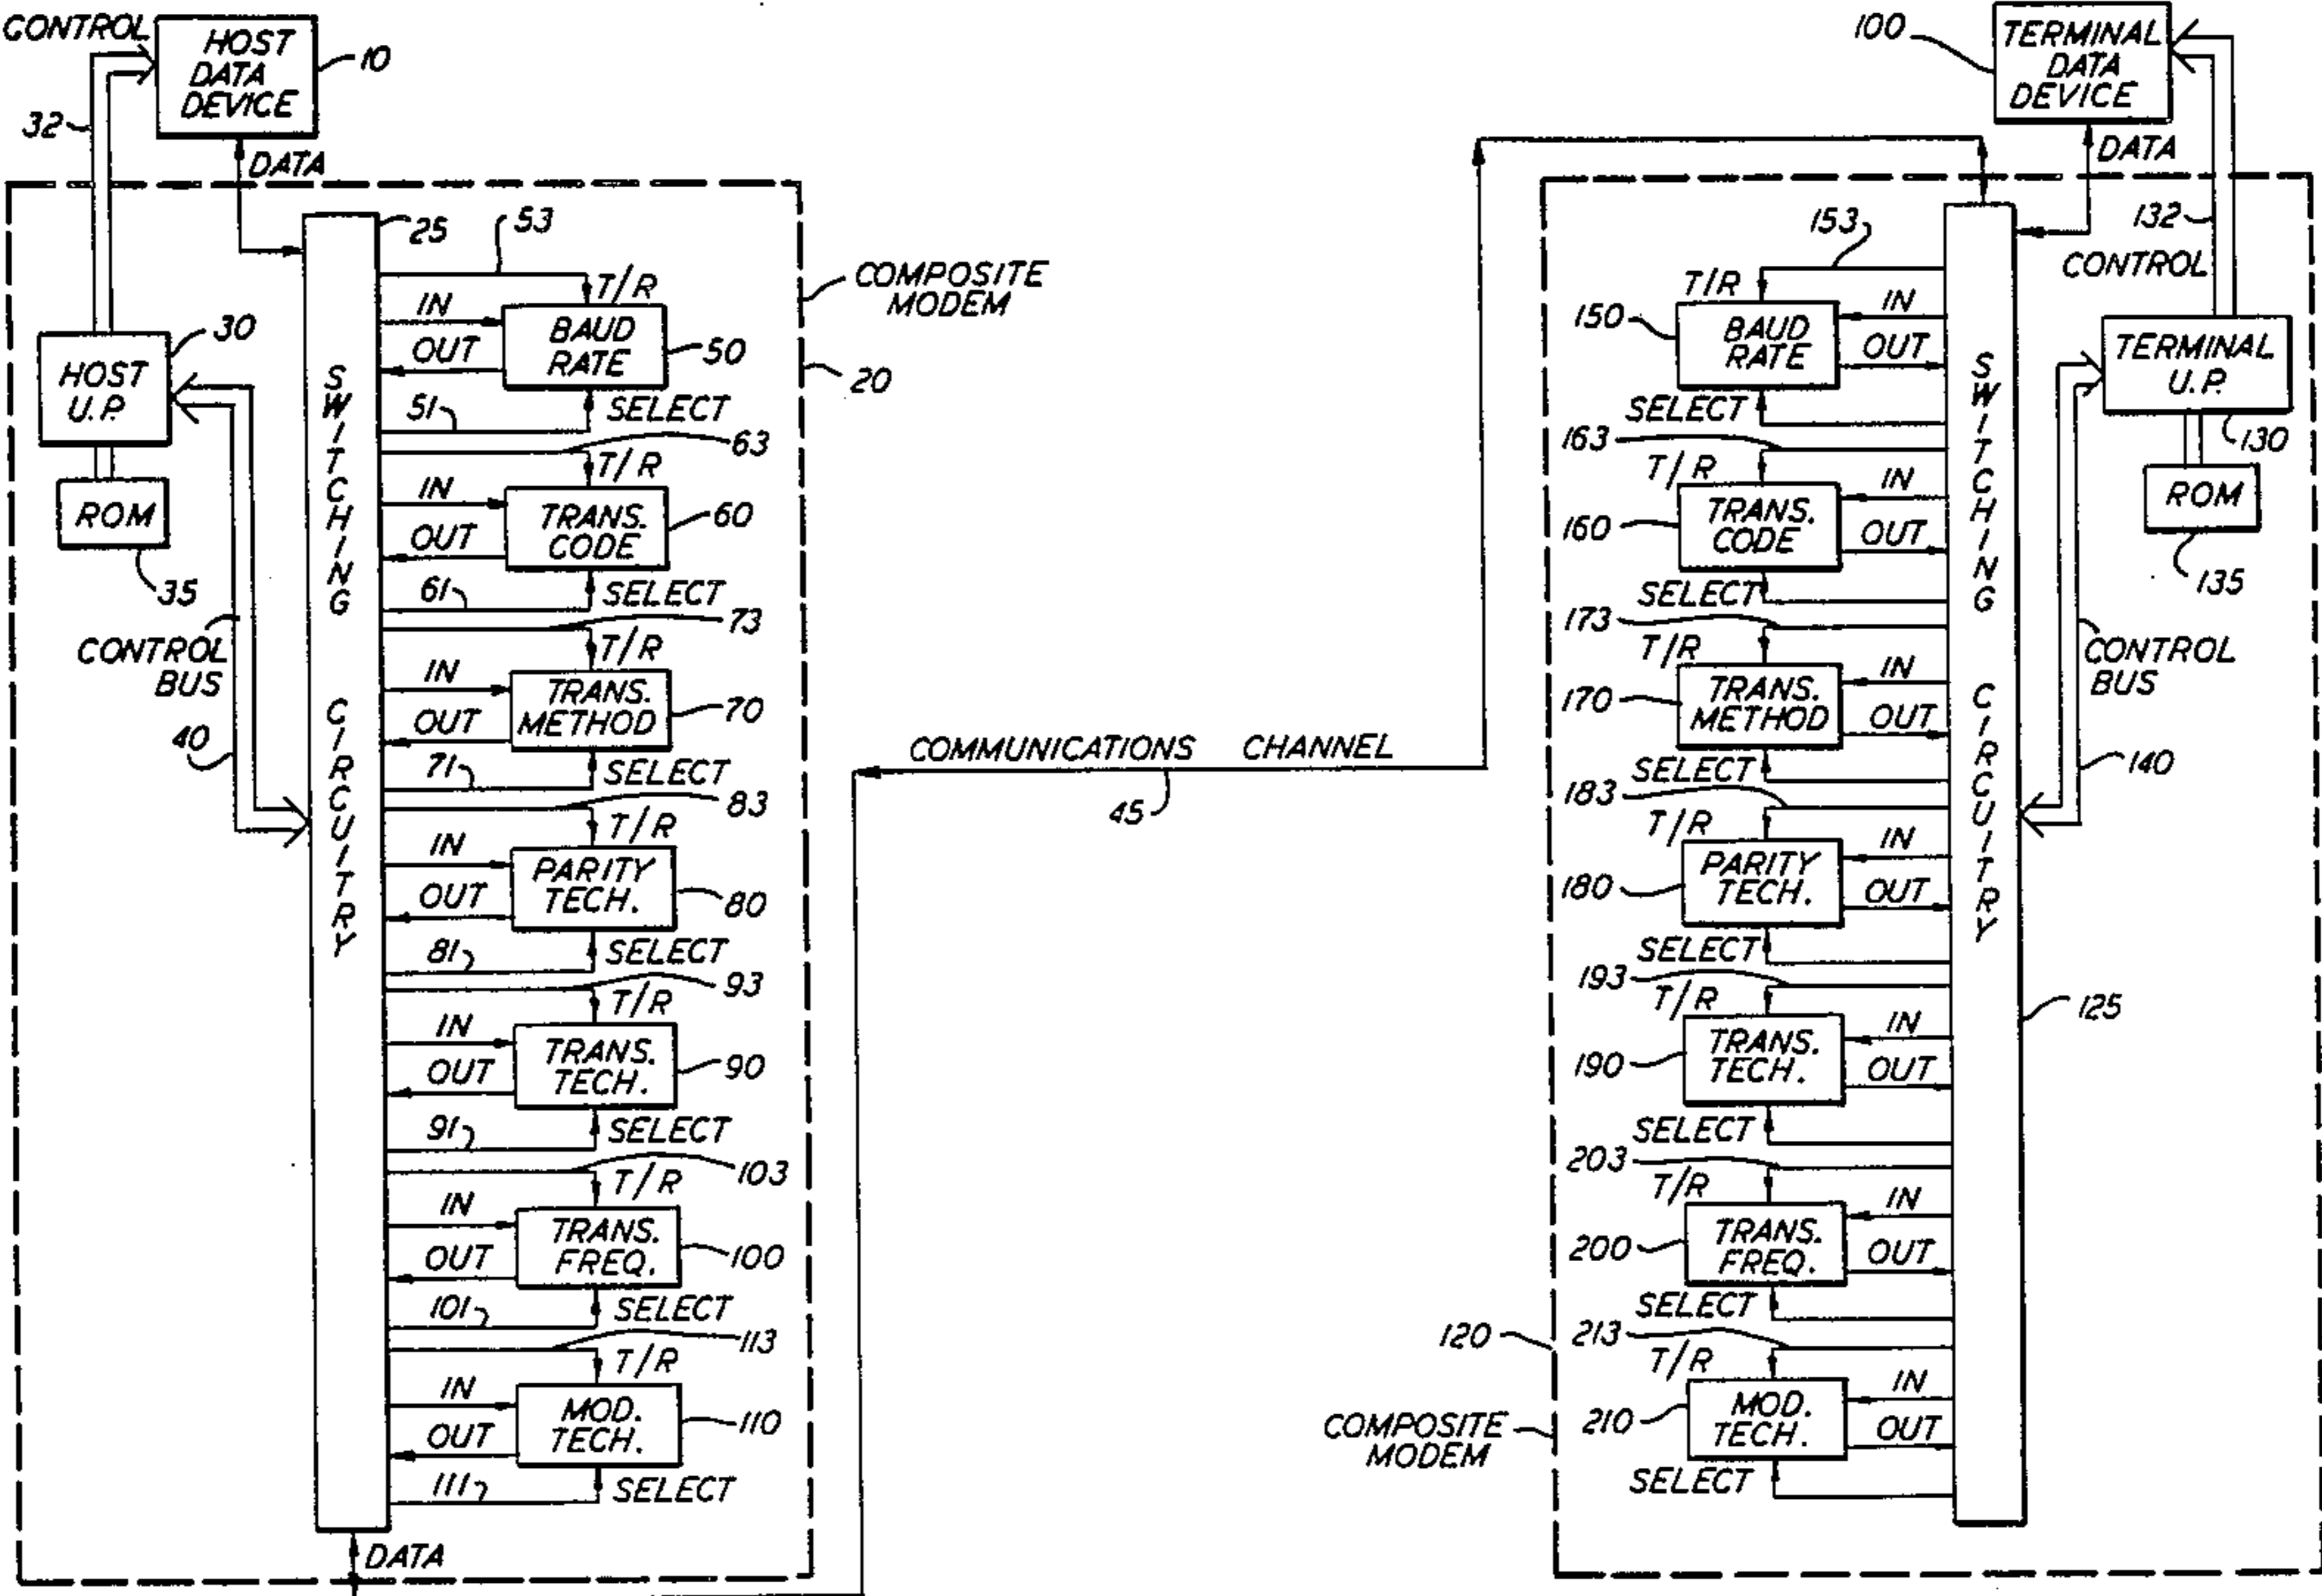 CONTROL
HOST
DATA
DEVICE
10
32
DATA
25
53
T/R
IN
BAUD
RATE
OUT
50
51
SELECT
COMPOSITE
MODEM
20
30
HOST
U.P.
ROM
35
CONTROL
BUS
40
SWITCHING
CIRCUITRY
63
T/R
IN
TRANS.
CODE
OUT
60
61
SELECT
73
T/R
IN
TRANS.
METHOD
OUT
70
71
SELECT
83
T/R
IN
PARITY
TECH.
OUT
80
81
SELECT
93
T/R
IN
TRANS.
TECH.
OUT
90
91
SELECT
103
T/R
IN
TRANS.
FREQ.
OUT
100
101
SELECT
113
T/R
IN
MOD.
TECH.
OUT
110
111
SELECT
DATA
COMMUNICATIONS CHANNEL
45
100
TERMINAL
DATA
DEVICE
DATA
132
CONTROL
153
T/R
IN
150
BAUD
RATE
OUT
SELECT
TERMINAL
U.P.
130
ROM
135
CONTROL
BUS
140
SWITCHING
CIRCUITRY
125
163
T/R
IN
160
TRANS.
CODE
OUT
SELECT
173
T/R
IN
170
TRANS.
METHOD
OUT
SELECT
183
T/R
IN
180
PARITY
TECH.
OUT
SELECT
193
T/R
IN
190
TRANS.
TECH.
OUT
SELECT
203
T/R
IN
200
TRANS.
FREQ.
OUT
SELECT
213
T/R
IN
210
MOD.
TECH.
OUT
SELECT
120
COMPOSITE
MODEM